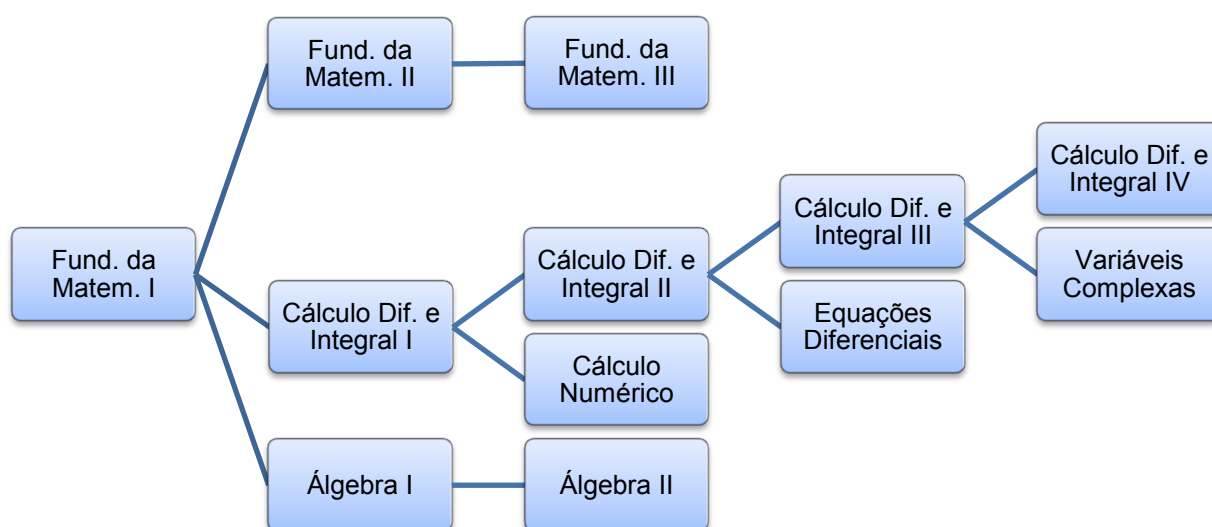 Fund. da
Matem. I
Fund. da
Matem. II
Fund. da
Matem. III
Cálculo Dif. e
Integral I
Cálculo Dif. e
Integral II
Cálculo Dif. e
Integral III
Cálculo Dif. e
Integral IV
Variáveis
Complexas
Equações
Diferenciais
Cálculo
Numérico
Álgebra I
Álgebra II